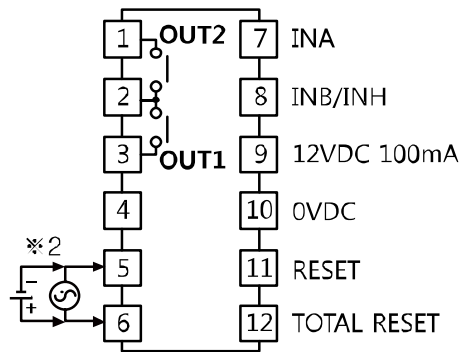 1 OUT2 7 INA
2 8 INB/INH
3 OUT1 9 12VDC 100mA
4 10 0VDC
※2 5 11 RESET
- +
6 12 TOTAL RESET